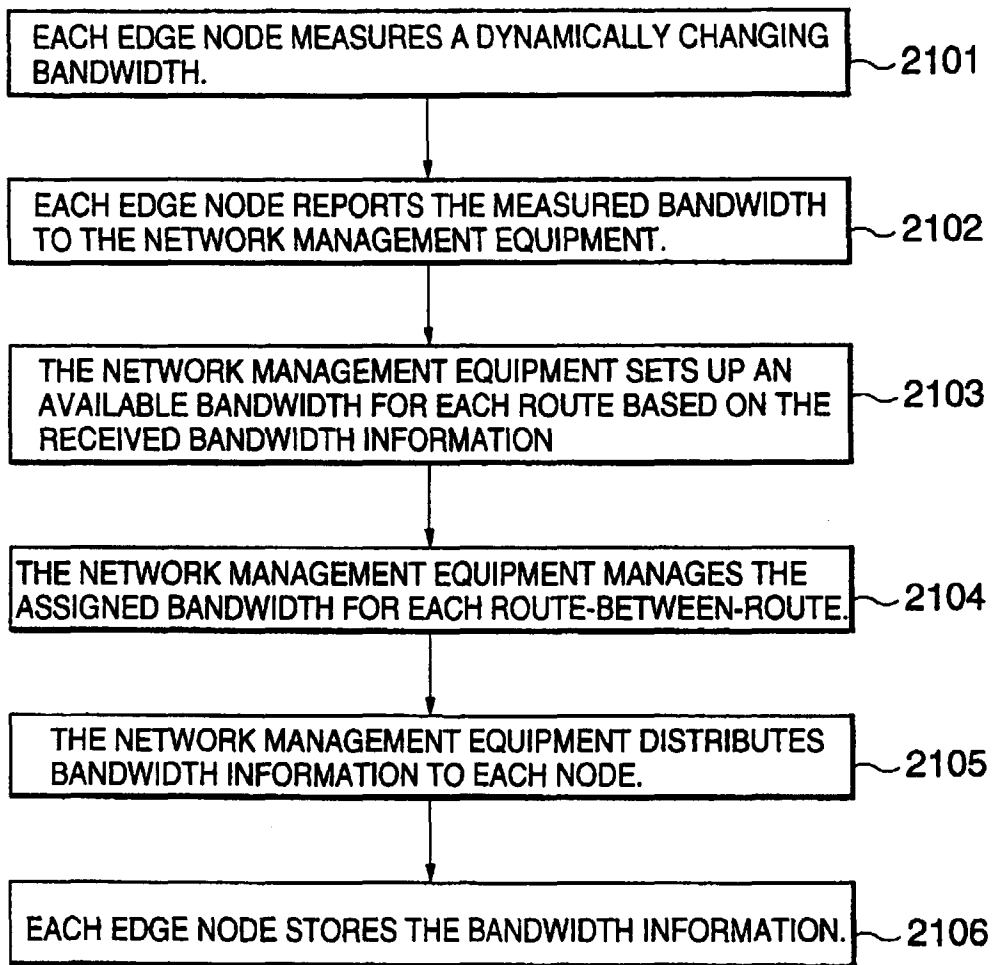 EACH EDGE NODE MEASURES A DYNAMICALLY CHANGING
BANDWIDTH.
2101
EACH EDGE NODE REPORTS THE MEASURED BANDWIDTH
TO THE NETWORK MANAGEMENT EQUIPMENT.
2102
THE NETWORK MANAGEMENT EQUIPMENT SETS UP AN
AVAILABLE BANDWIDTH FOR EACH ROUTE BASED ON THE
RECEIVED BANDWIDTH INFORMATION
2103
THE NETWORK MANAGEMENT EQUIPMENT MANAGES THE
ASSIGNED BANDWIDTH FOR EACH ROUTE-BETWEEN-ROUTE.
2104
THE NETWORK MANAGEMENT EQUIPMENT DISTRIBUTES
BANDWIDTH INFORMATION TO EACH NODE.
2105
EACH EDGE NODE STORES THE BANDWIDTH INFORMATION.
2106